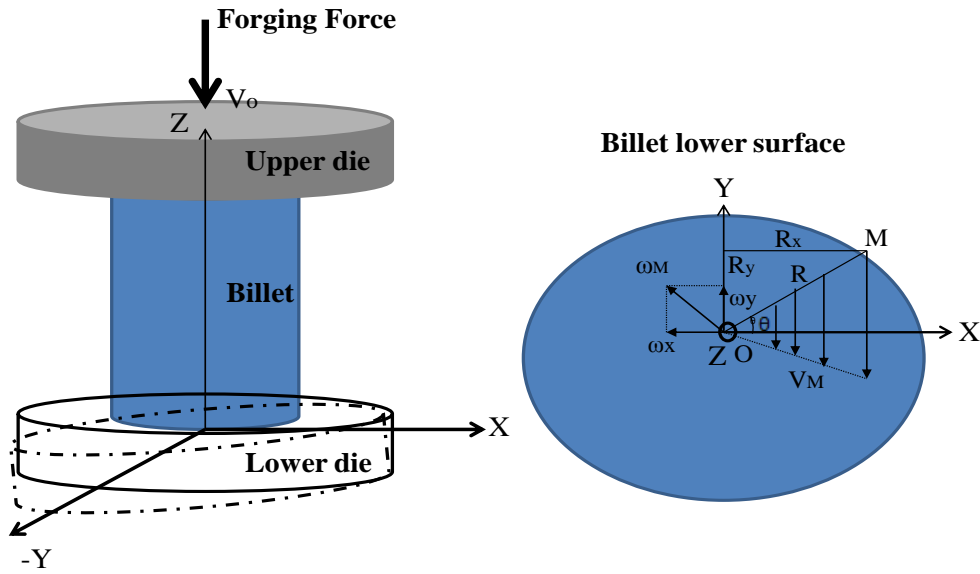 Forging Force
Vo
Z
Upper die
Billet
X
Lower die
-Y
Billet lower surface
Y
Rx
M
ωM
Ry
R
ωy
θ
X
ωx
Z
O
VM